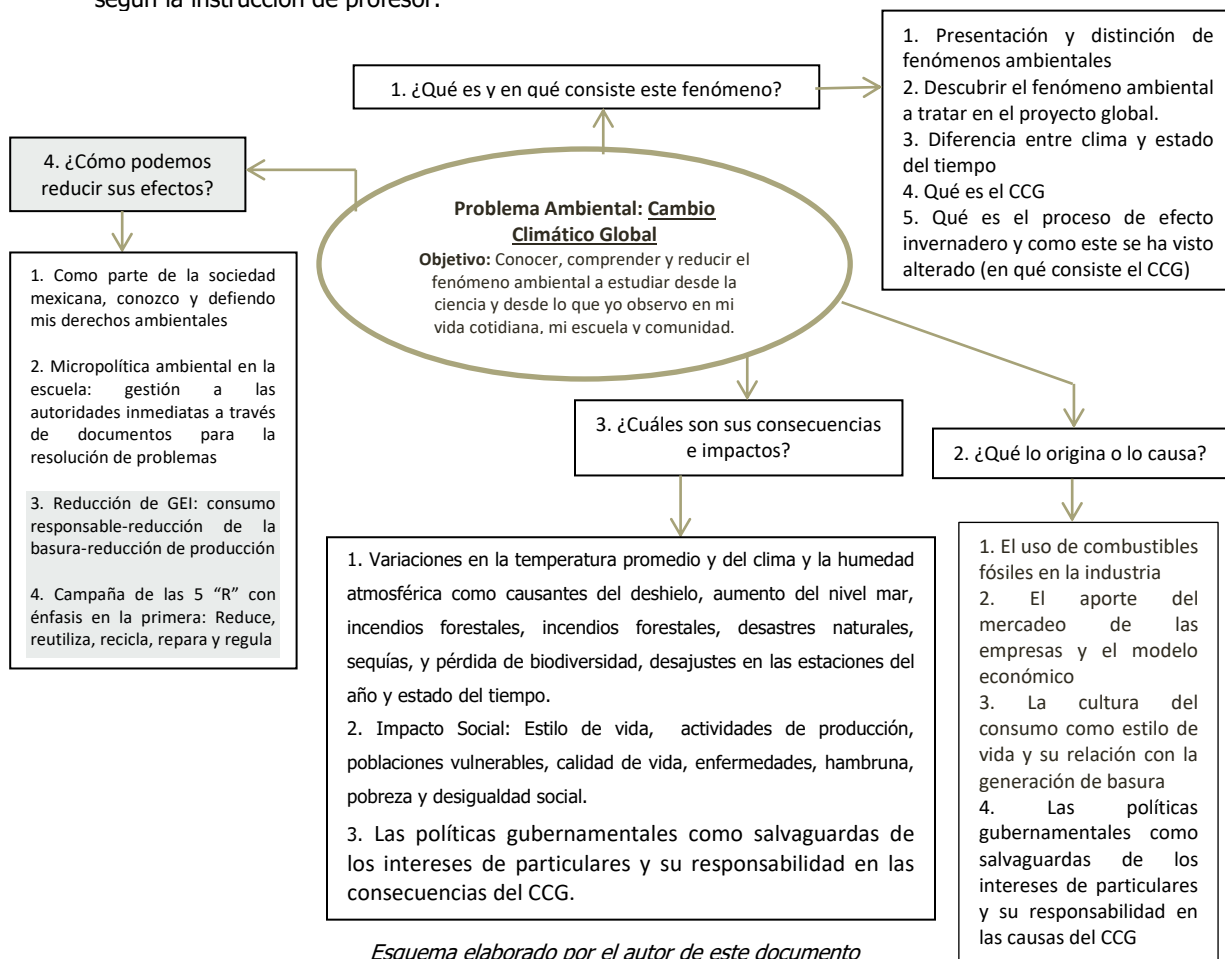 según la instrucción de profesor.
1. ¿Qué es y en qué consiste este fenómeno?
1. Presentación y distinción de
fenómenos ambientales
2. Descubrir el fenómeno ambiental
a tratar en el proyecto global.
3. Diferencia entre clima y estado
del tiempo
4. Qué es el CCG
5. Qué es el proceso de efecto
invernadero y como este se ha visto
alterado (en qué consiste el CCG)
4. ¿Cómo podemos
reducir sus efectos?
Problema Ambiental: Cambio
Climático Global
Objetivo: Conocer, comprender y reducir el
fenómeno ambiental a estudiar desde la
ciencia y desde lo que yo observo en mi
vida cotidiana, mi escuela y comunidad.
1. Como parte de la sociedad
mexicana, conozco y defiendo
mis derechos ambientales
2. Micropolítica ambiental en la
escuela: gestión a las
autoridades inmediatas a través
de documentos para la
resolución de problemas
3. Reducción de GEI: consumo
responsable-reducción de la
basura-reducción de producción
4. Campaña de las 5 “R” con
énfasis en la primera: Reduce,
reutiliza, recicla, repara y regula
3. ¿Cuáles son sus consecuencias
e impactos?
2. ¿Qué lo origina o lo causa?
1. Variaciones en la temperatura promedio y del clima y la humedad
atmosférica como causantes del deshielo, aumento del nivel mar,
incendios forestales, incendios forestales, desastres naturales,
sequías, y pérdida de biodiversidad, desajustes en las estaciones del
año y estado del tiempo.
2. Impacto Social: Estilo de vida, actividades de producción,
poblaciones vulnerables, calidad de vida, enfermedades, hambruna,
pobreza y desigualdad social.
3. Las políticas gubernamentales como salvaguardas de
los intereses de particulares y su responsabilidad en las
consecuencias del CCG.
1. El uso de combustibles
fósiles en la industria
2. El aporte del
mercadeo de las
empresas y el modelo
económico
3. La cultura del
consumo como estilo de
vida y su relación con la
generación de basura
4. Las políticas
gubernamentales como
salvaguardas de los
intereses de particulares
y su responsabilidad en
las causas del CCG
Esquema elaborado por el autor de este documento